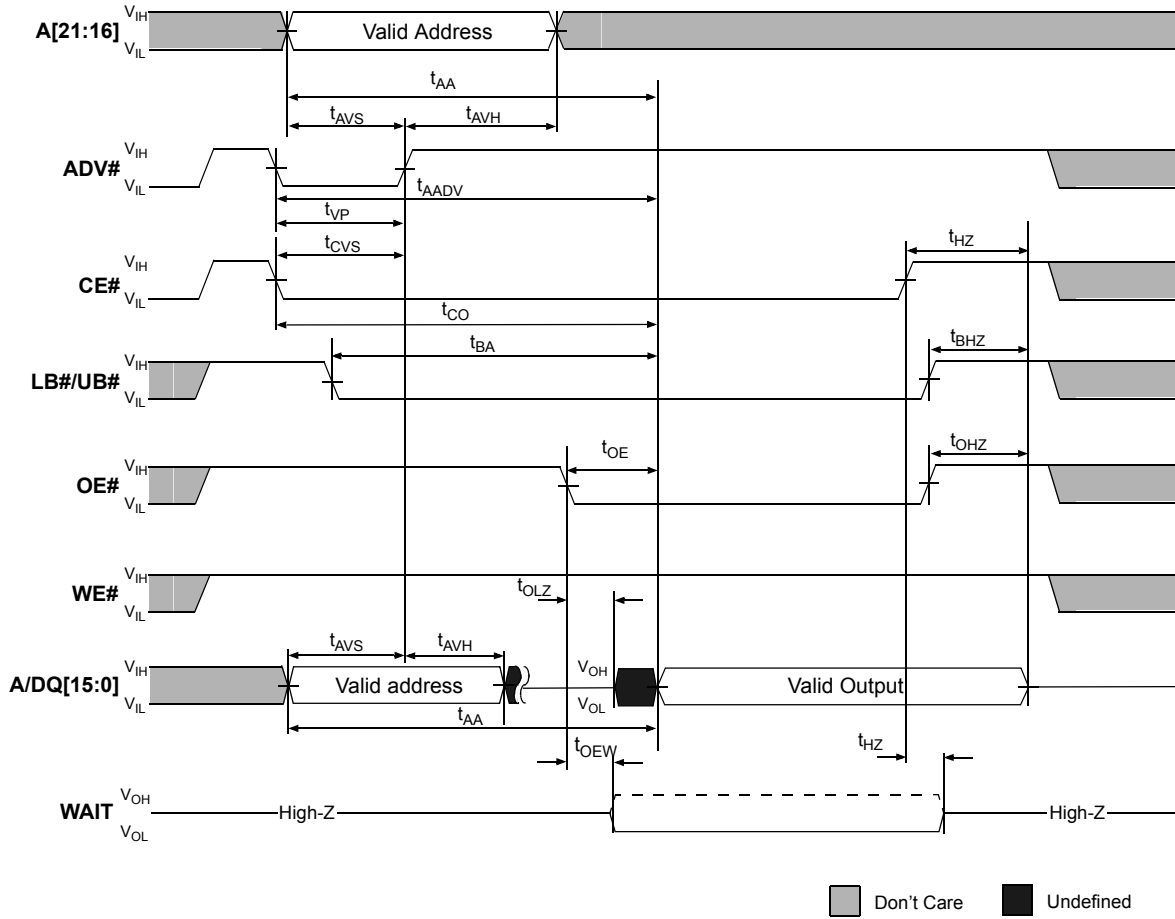 A[21:16]
VIH
VIL
Valid Address
tAA
tAVS
tAVH
ADV#
VIH
VIL
tAADV
tVP
tCVS
tHZ
CE#
VIH
VIL
tCO
tBA
tBHZ
LB#/UB#
VIH
VIL
tOE
tOHZ
OE#
VIH
VIL
WE#
VIH
VIL
tOLZ
tAVS
tAVH
A/DQ[15:0]
VIH
VIL
Valid address
VOH
VOL
Valid Output
tAA
tOEW
tHZ
WAIT
VOH
VOL
High-Z
High-Z
Don't Care
Undefined